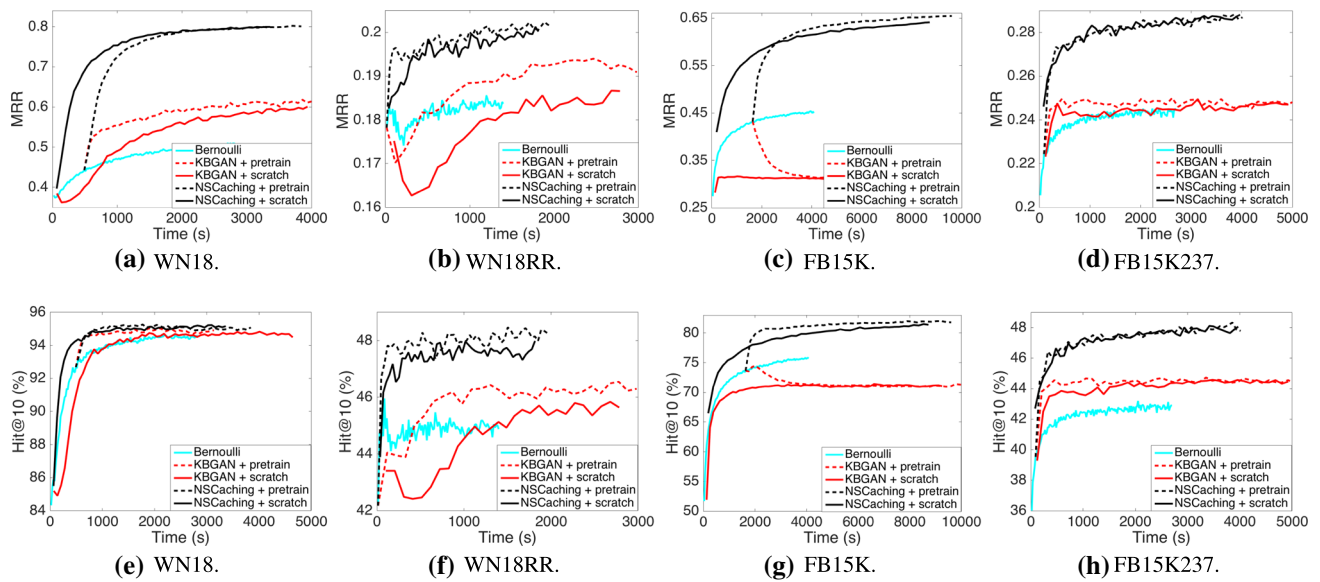 0.8
0.7
0.6
0.5
0.4
MRR
0
1000
2000
3000
4000
Time (s)
Bernoulli
KBGAN + pretrain
KBGAN + scratch
NSCaching + pretrain
NSCaching + scratch
(a) WN18.
0.2
0.19
0.18
0.17
0.16
MRR
0
1000
2000
3000
Time (s)
Bernoulli
KBGAN + pretrain
KBGAN + scratch
NSCaching + pretrain
NSCaching + scratch
(b) WN18RR.
0.65
0.55
0.45
0.35
0.25
MRR
0
2000
4000
6000
8000
10000
Time (s)
Bernoulli
KBGAN + pretrain
KBGAN + scratch
NSCaching + pretrain
NSCaching + scratch
(c) FB15K.
0.28
0.26
0.24
0.22
0.2
MRR
0
1000
2000
3000
4000
5000
Time (s)
Bernoulli
KBGAN + pretrain
KBGAN + scratch
NSCaching + pretrain
NSCaching + scratch
(d) FB15K237.
96
94
92
90
88
86
84
Hit@10 (%)
0
1000
2000
3000
4000
5000
Time (s)
Bernoulli
KBGAN + pretrain
KBGAN + scratch
NSCaching + pretrain
NSCaching + scratch
(e) WN18.
48
46
44
42
Hit@10 (%)
0
1000
2000
3000
Time (s)
Bernoulli
KBGAN + pretrain
KBGAN + scratch
NSCaching + pretrain
NSCaching + scratch
(f) WN18RR.
80
75
70
65
60
55
50
Hit@10 (%)
0
2000
4000
6000
8000
10000
Time (s)
Bernoulli
KBGAN + pretrain
KBGAN + scratch
NSCaching + pretrain
NSCaching + scratch
(g) FB15K.
48
46
44
42
40
38
36
Hit@10 (%)
0
1000
2000
3000
4000
5000
Time (s)
Bernoulli
KBGAN + pretrain
KBGAN + scratch
NSCaching + pretrain
NSCaching + scratch
(h) FB15K237.